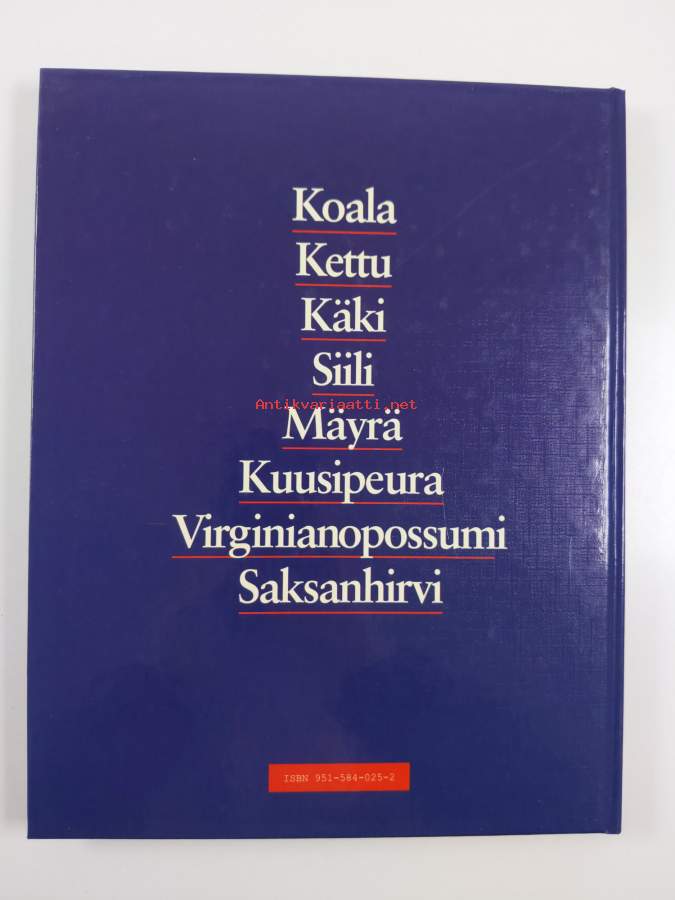 Koala
Kettu
Käki
Siili
Antikvariaatti.net
Mäyrä
Kuusipeura
Virginianopossumi
Saksanhirvi
ISBN 951-584-025-2